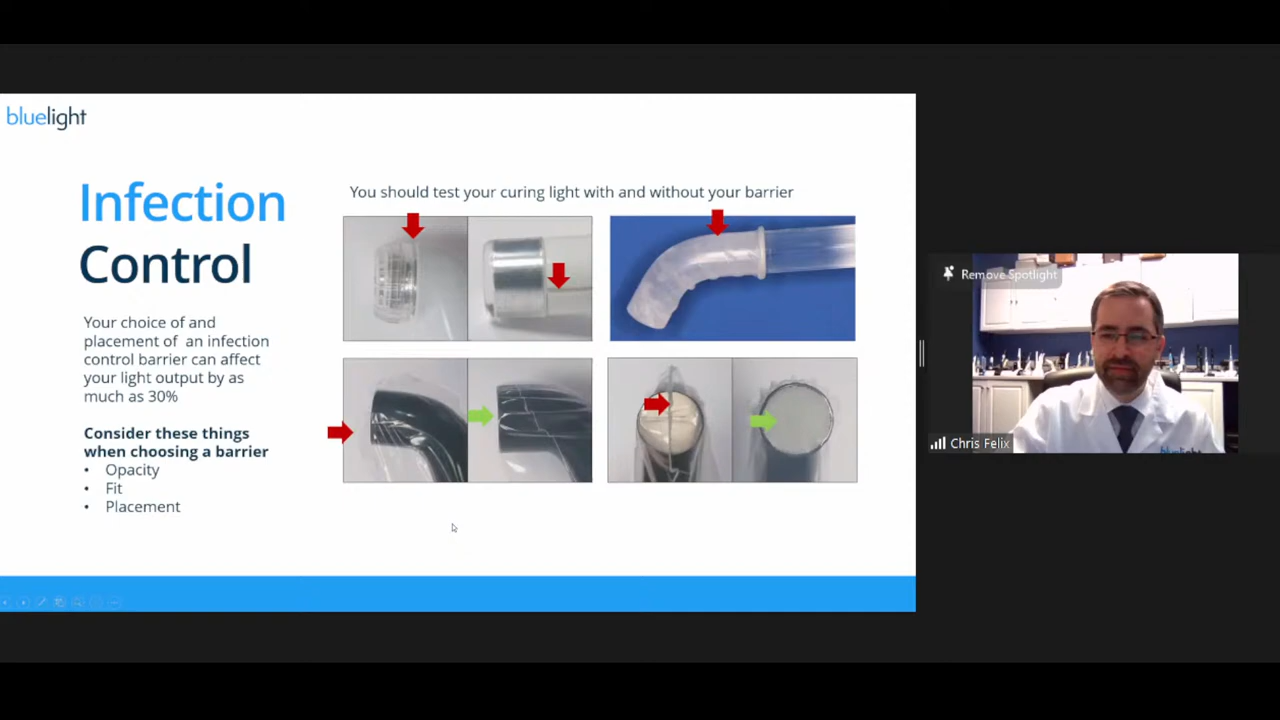 bluelight
Infection
Control
Your choice of and
placement of an infection
control barrier can affect
your light output by as
much as 30%
Consider these things
when choosing a barrier
• Opacity
• Fit
• Placement
You should test your curing light with and without your barrier
Remove Spotlight
Chris Felix
bluelight